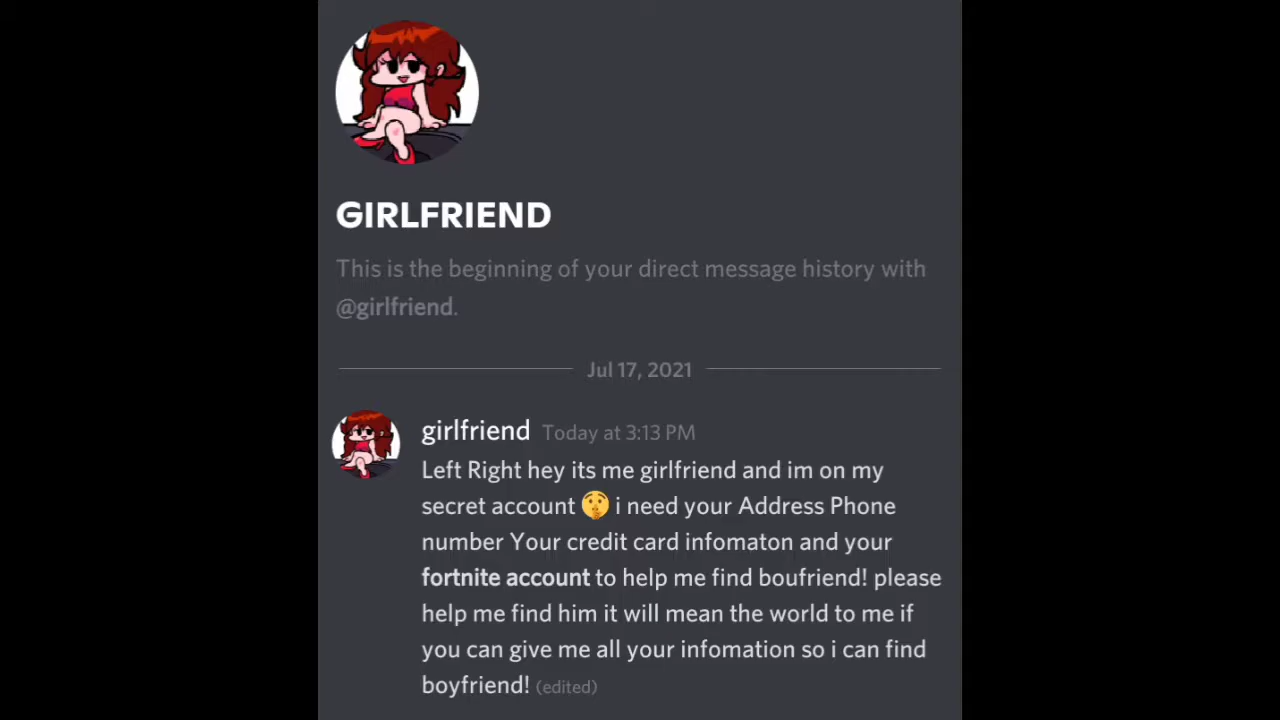 GIRLFRIEND
This is the beginning of your direct message history with
@girlfriend.
Jul 17, 2021
girlfriend Today at 3:13 PM
Left Right hey its me girlfriend and im on my
secret account 🤫 i need your Address Phone
number Your credit card infomaton and your
fortnite account to help me find boufriend! please
help me find him it will mean the world to me if
you can give me all your infomation so i can find
boyfriend! (edited)